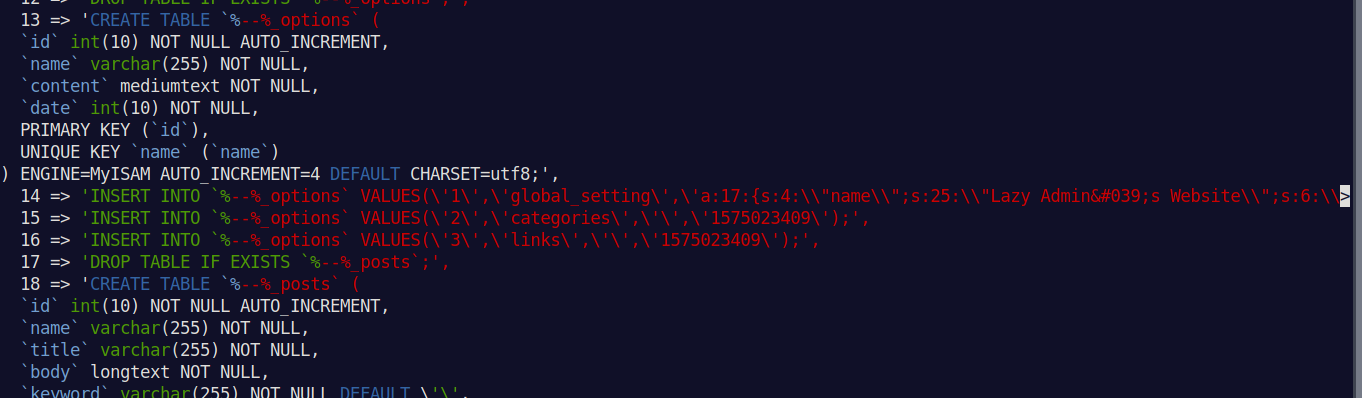 12 => 'DROP TABLE IF EXISTS `%--%_options`;',
  13 => 'CREATE TABLE `%--%_options` (
  `id` int(10) NOT NULL AUTO_INCREMENT,
  `name` varchar(255) NOT NULL,
  `content` mediumtext NOT NULL,
  `date` int(10) NOT NULL,
  PRIMARY KEY (`id`),
  UNIQUE KEY `name` (`name`)
) ENGINE=MyISAM AUTO_INCREMENT=4 DEFAULT CHARSET=utf8;',
  14 => 'INSERT INTO `%--%_options` VALUES(\'1\',\'global_setting\',\'a:17:{s:4:\\"name\\";s:25:\\"Lazy Admin&#039;s Website\\";s:6:\\>
  15 => 'INSERT INTO `%--%_options` VALUES(\'2\',\'categories\',\'\',\'1575023409\');',
  16 => 'INSERT INTO `%--%_options` VALUES(\'3\',\'links\',\'\',\'1575023409\');',
  17 => 'DROP TABLE IF EXISTS `%--%_posts`;',
  18 => 'CREATE TABLE `%--%_posts` (
  `id` int(10) NOT NULL AUTO_INCREMENT,
  `name` varchar(255) NOT NULL,
  `title` varchar(255) NOT NULL,
  `body` longtext NOT NULL,
  `keyword` varchar(255) NOT NULL DEFAULT \'\',